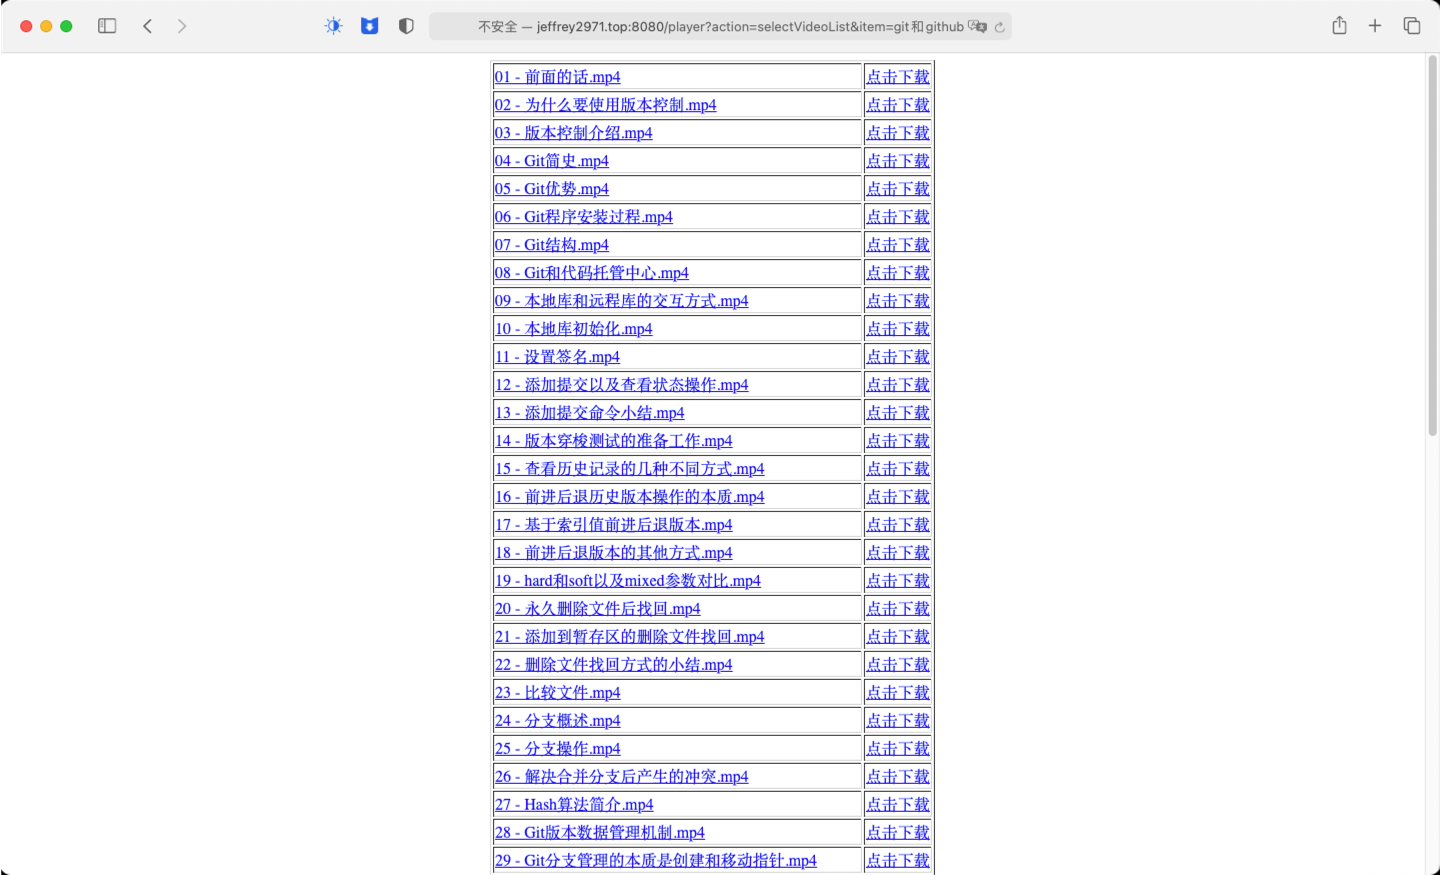 不安全 — jeffrey2971.top:8080/player?action=selectVideoList&item=git和github
01 - 前面的话.mp4 点击下载
02 - 为什么要使用版本控制.mp4 点击下载
03 - 版本控制介绍.mp4 点击下载
04 - Git简史.mp4 点击下载
05 - Git优势.mp4 点击下载
06 - Git程序安装过程.mp4 点击下载
07 - Git结构.mp4 点击下载
08 - Git和代码托管中心.mp4 点击下载
09 - 本地库和远程库的交互方式.mp4 点击下载
10 - 本地库初始化.mp4 点击下载
11 - 设置签名.mp4 点击下载
12 - 添加提交以及查看状态操作.mp4 点击下载
13 - 添加提交命令小结.mp4 点击下载
14 - 版本穿梭测试的准备工作.mp4 点击下载
15 - 查看历史记录的几种不同方式.mp4 点击下载
16 - 前进后退历史版本操作的本质.mp4 点击下载
17 - 基于索引值前进后退版本.mp4 点击下载
18 - 前进后退版本的其他方式.mp4 点击下载
19 - hard和soft以及mixed参数对比.mp4 点击下载
20 - 永久删除文件后找回.mp4 点击下载
21 - 添加到暂存区的删除文件找回.mp4 点击下载
22 - 删除文件找回方式的小结.mp4 点击下载
23 - 比较文件.mp4 点击下载
24 - 分支概述.mp4 点击下载
25 - 分支操作.mp4 点击下载
26 - 解决合并分支后产生的冲突.mp4 点击下载
27 - Hash算法简介.mp4 点击下载
28 - Git版本数据管理机制.mp4 点击下载
29 - Git分支管理的本质是创建和移动指针.mp4 点击下载